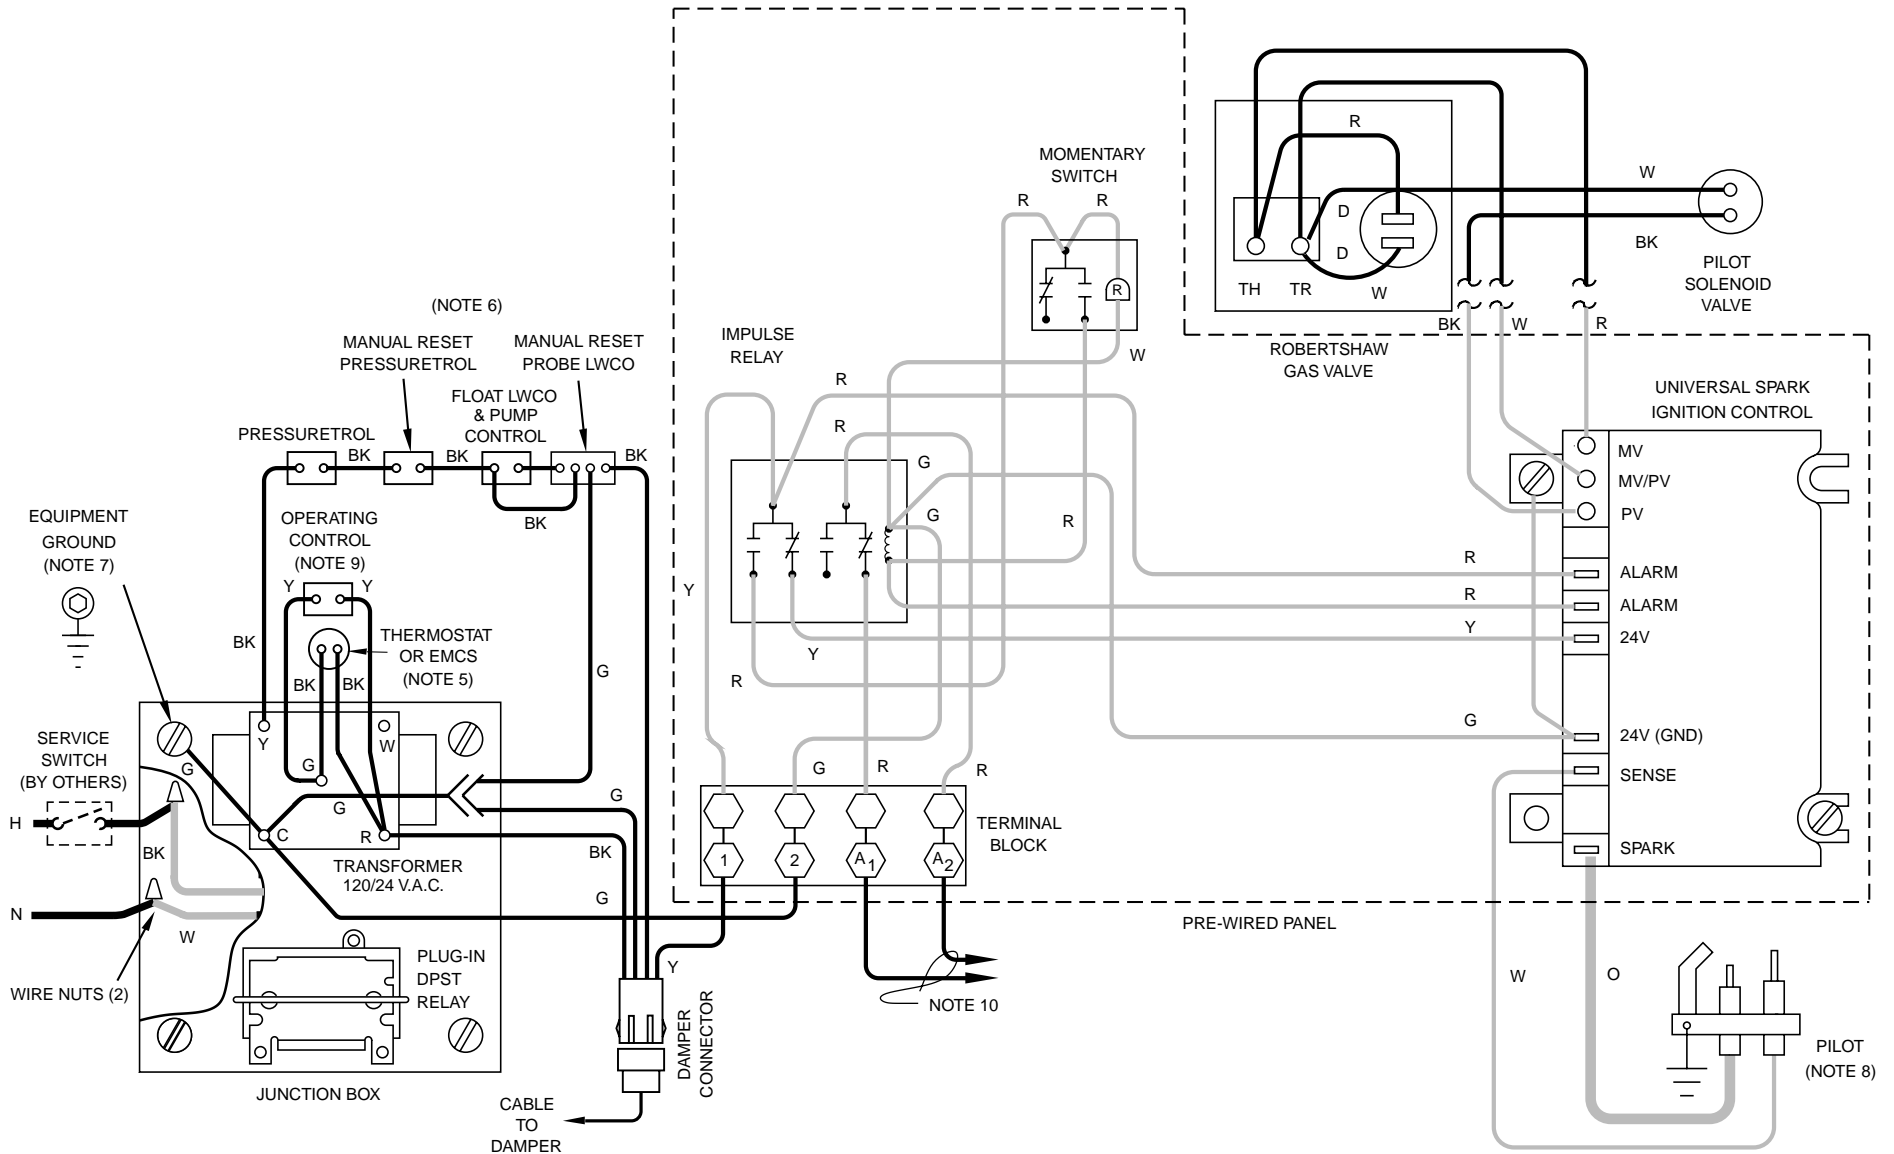 MOMENTARY
SWITCH
R
R
R
W
R
D
D
TH
TR
W
W
BK
PILOT
SOLENOID
VALVE
BK
W
R
ROBERTSHAW
GAS VALVE
(NOTE 6)
MANUAL RESET
PRESSURETROL
MANUAL RESET
PROBE LWCO
FLOAT LWCO
& PUMP
CONTROL
PRESSURETROL
BK
BK
BK
BK
IMPULSE
RELAY
R
R
G
G
R
Y
Y
R
UNIVERSAL SPARK
IGNITION CONTROL
MV
MV/PV
PV
R
ALARM
R
ALARM
Y
24V
G
24V (GND)
SENSE
SPARK
EQUIPMENT
GROUND
(NOTE 7)
OPERATING
CONTROL
(NOTE 9)
Y
Y
BK
THERMOSTAT
OR EMCS
(NOTE 5)
BK
BK
G
SERVICE
SWITCH
(BY OTHERS)
Y
W
G
G
G
G
H
C
R
BK
TRANSFORMER
120/24 V.A.C.
BK
G
N
W
WIRE NUTS (2)
PLUG-IN
DPST
RELAY
JUNCTION BOX
G
R
R
TERMINAL
BLOCK
1
2
A1
A2
Y
NOTE 10
DAMPER
CONNECTOR
CABLE
TO
DAMPER
PRE-WIRED PANEL
W
O
PILOT
(NOTE 8)